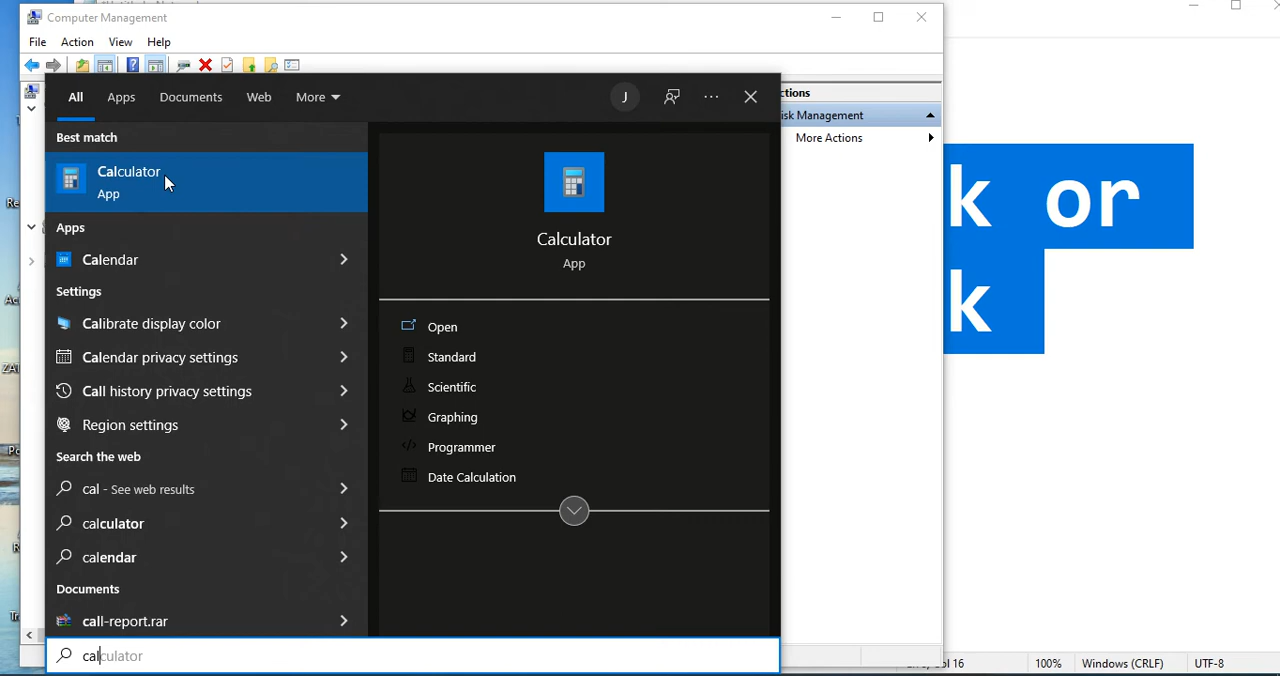 Computer Management
File Action View Help
All Apps Documents Web More J
Best match
Calculator
App
Apps
Calendar
Settings
Calibrate display color
Calendar privacy settings
Call history privacy settings
Region settings
Search the web
cal - See web results
calculator
calendar
Documents
call-report.rar
calculator
Calculator
App
Open
Standard
Scientific
Graphing
Programmer
Date Calculation
ctions
isk Management
More Actions
k or
k
Col 16 100% Windows (CRLF) UTF-8